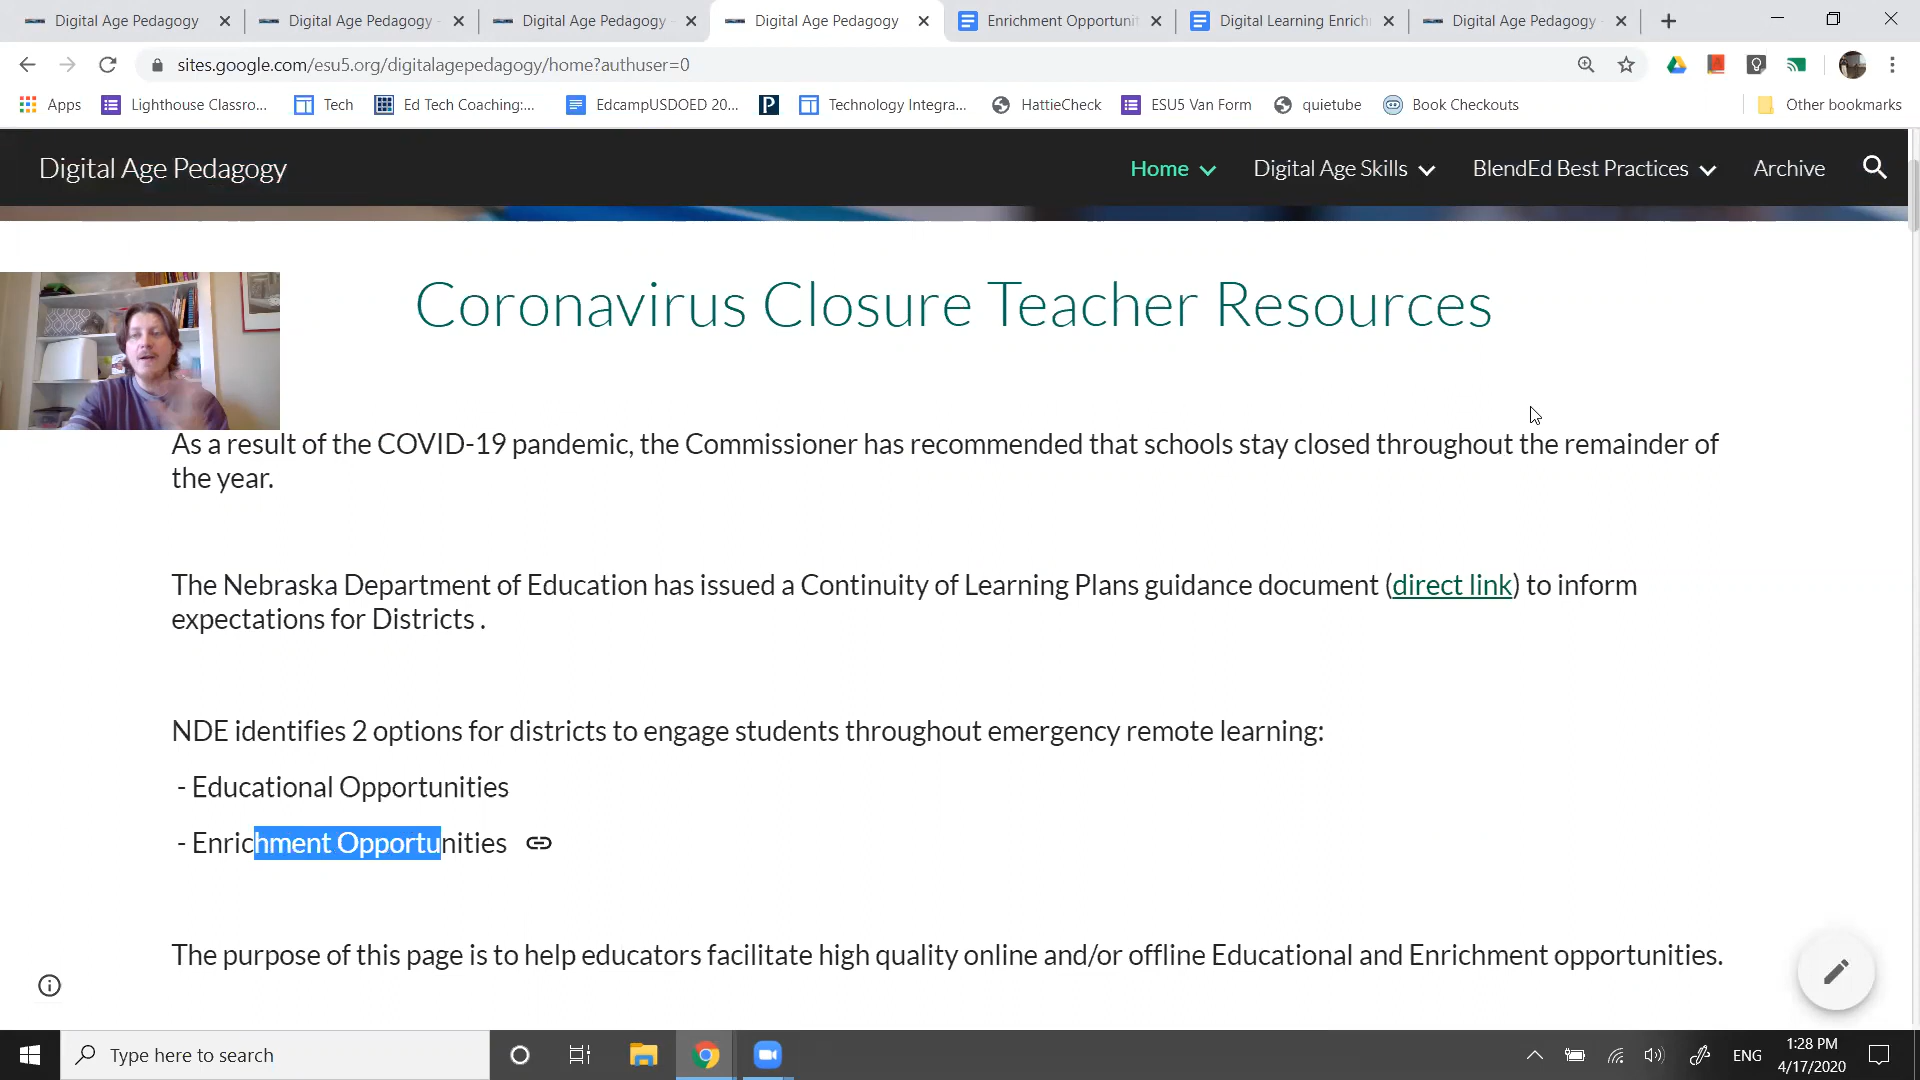 Digital Age Pedagogy
Digital Age Pedagogy -
Digital Age Pedagogy -
Digital Age Pedagogy
Enrichment Opportunit
Digital Learning Enrich
Digital Age Pedagogy -
sites.google.com/esu5.org/digitalagepedagogy/home?authuser=0
Apps
Lighthouse Classro...
Tech
Ed Tech Coaching:...
EdcampUSDOED 20...
P
Technology Integra...
HattieCheck
ESU5 Van Form
quietube
Book Checkouts
Other bookmarks
Digital Age Pedagogy
Home
Digital Age Skills
BlendEd Best Practices
Archive
Coronavirus Closure Teacher Resources
As a result of the COVID-19 pandemic, the Commissioner has recommended that schools stay closed throughout the remainder of
the year.
The Nebraska Department of Education has issued a Continuity of Learning Plans guidance document (direct link) to inform
expectations for Districts .
NDE identifies 2 options for districts to engage students throughout emergency remote learning:
- Educational Opportunities
- Enrichment Opportunities
The purpose of this page is to help educators facilitate high quality online and/or offline Educational and Enrichment opportunities.
Type here to search
ENG
1:28 PM
4/17/2020